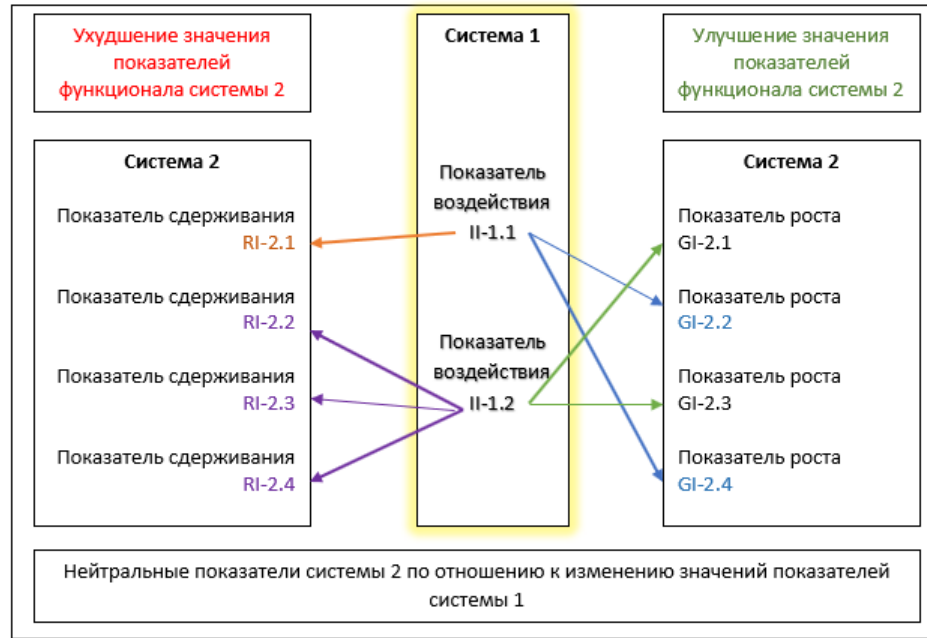 Ухудшение значения
показателей
функционала системы 2
Система 1
Улучшение значения
показателей
функционала системы 2
Система 2
Показатель сдерживания
RI-2.1
Показатель сдерживания
RI-2.2
Показатель сдерживания
RI-2.3
Показатель сдерживания
RI-2.4
Показатель
воздействия
II-1.1
Показатель
воздействия
II-1.2
Система 2
Показатель роста
GI-2.1
Показатель роста
GI-2.2
Показатель роста
GI-2.3
Показатель роста
GI-2.4
Нейтральные показатели системы 2 по отношению к изменению значений показателей
системы 1